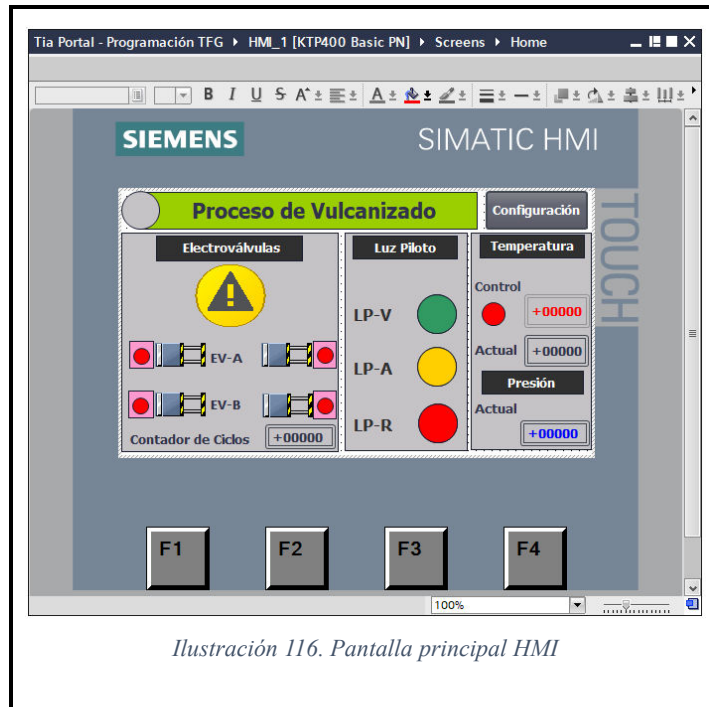 Tia Portal - Programación TFG ▸ HMI_1 [KTP400 Basic PN] ▸ Screens ▸ Home
B I U S A A
SIEMENS SIMATIC HMI
TOUCH
Proceso de Vulcanizado Configuración
Electroválvulas Luz Piloto Temperatura
Control
LP-V +00000
EV-A Actual +00000
LP-A
Presión
EV-B Actual
LP-R +00000
Contador de Ciclos +00000
F1 F2 F3 F4
100%
Ilustración 116. Pantalla principal HMI